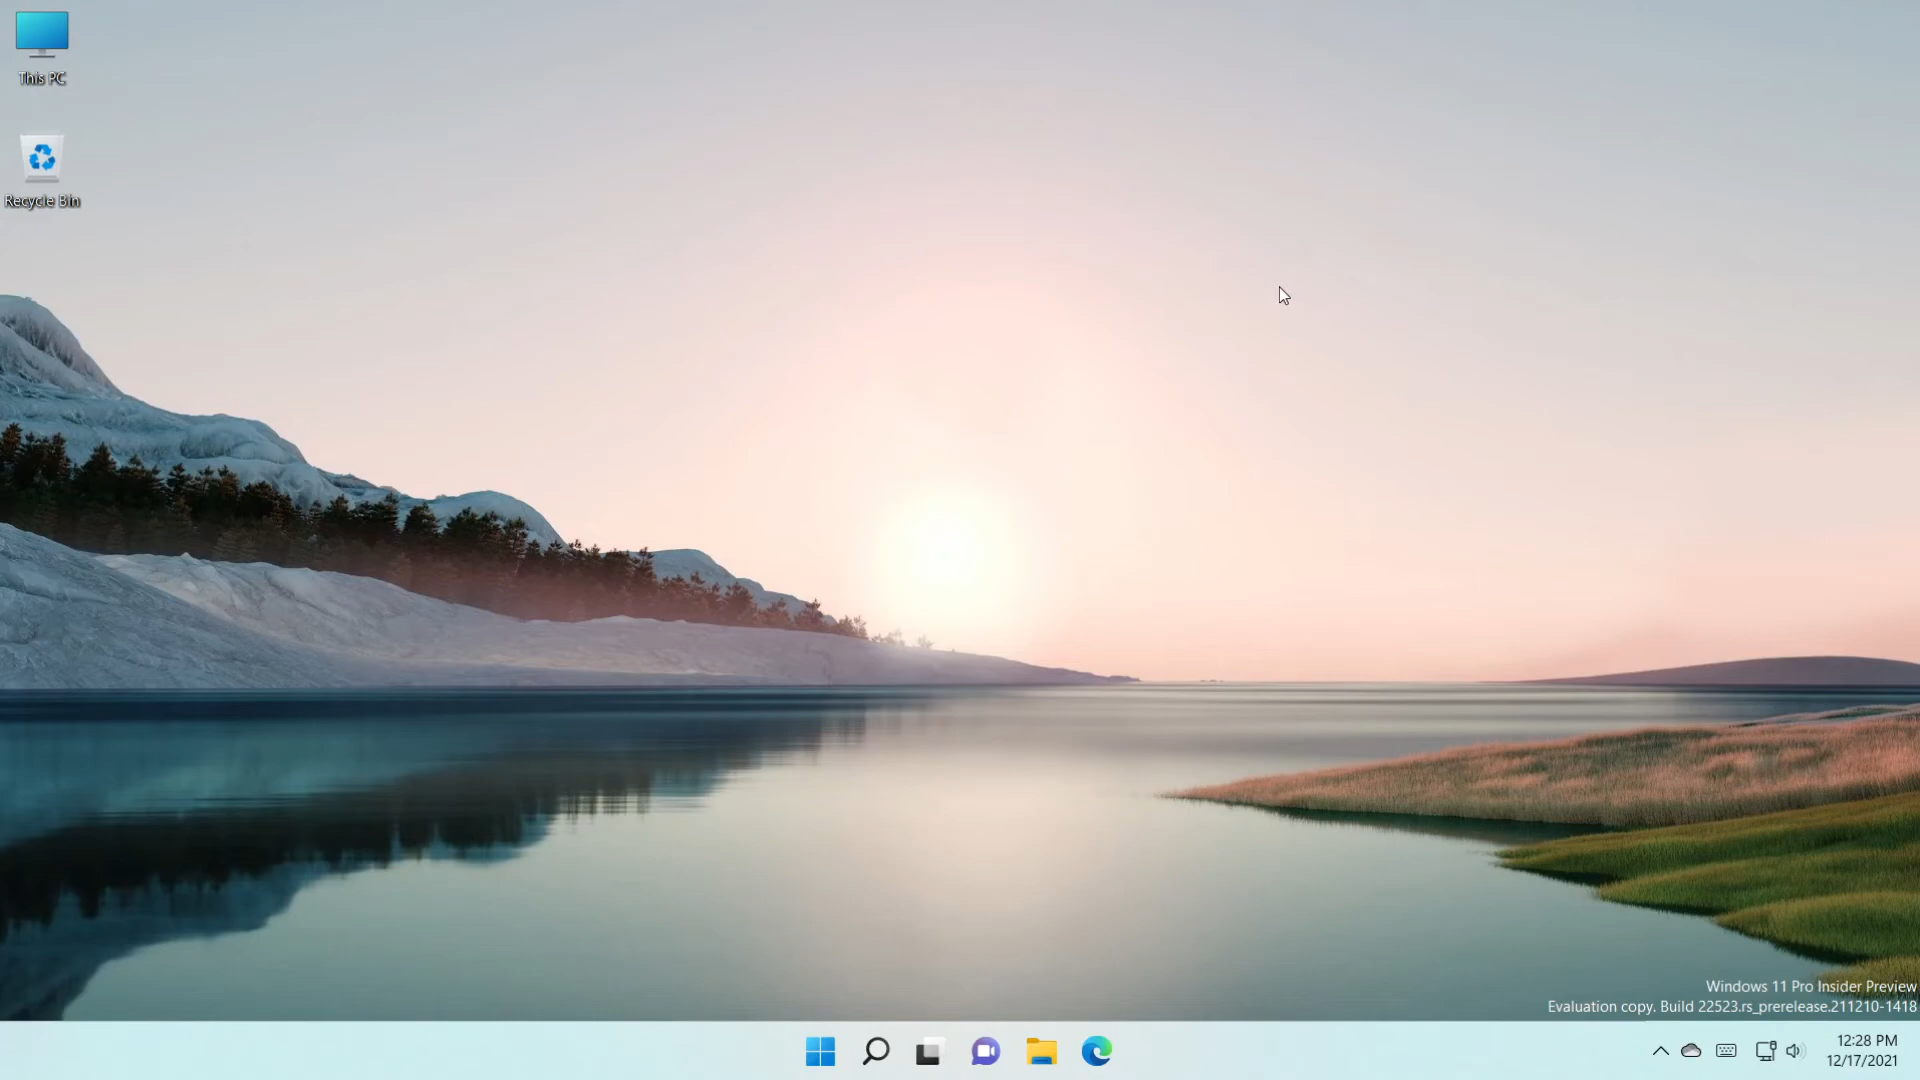 This PC
Recycle Bin
Windows 11 Pro Insider Preview
Evaluation copy. Build 22523.rs_prerelease.211210-1418
12:28 PM
12/17/2021